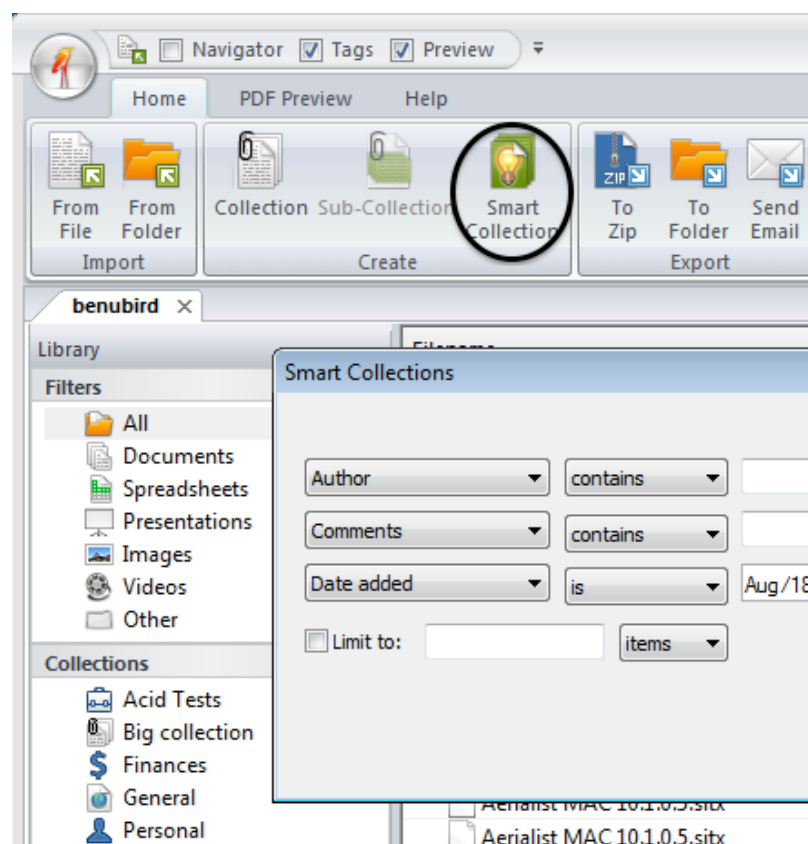 Navigator Tags Preview
Home PDF Preview Help
From File
From Folder
Collection
Sub-Collection
Smart Collection
ZIP
To Zip
To Folder
Send Email
Import Create Export
benubird
Library
Filename
Filters
All
Documents
Spreadsheets
Presentations
Images
Videos
Other
Collections
Acid Tests
Big collection
Finances
General
Personal
Smart Collections
Author contains
Comments contains
Date added is Aug/18
Limit to: items
Aerialist MAC 10.1.0.5.sitx
Aerialist MAC 10.1.0.5.sitx